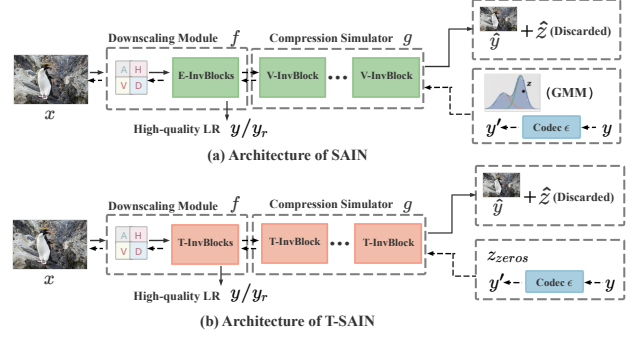 Downscaling Module f
Compression Simulator g
A H
V D
E-InvBlocks
V-InvBlock
V-InvBlock
x
High-quality LR y/y_r
ŷ + ẑ (Discarded)
z
(GMM)
y′ Codec ϵ y
(a) Architecture of SAIN
Downscaling Module f
Compression Simulator g
A H
V D
T-InvBlocks
T-InvBlock
T-InvBlock
x
High-quality LR y/y_r
ŷ + ẑ (Discarded)
z_zeros
y′ Codec ϵ y
(b) Architecture of T-SAIN